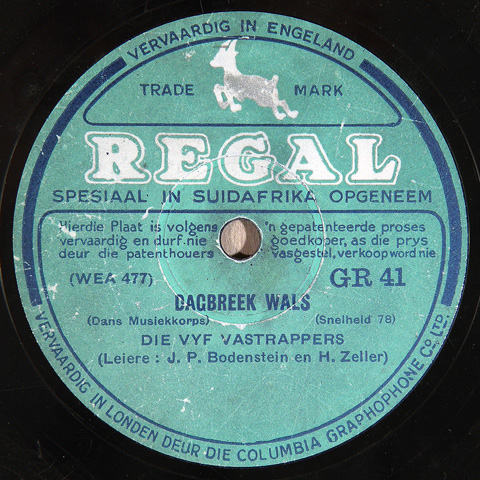 VERVAARDIG IN ENGELAND
TRADE MARK
REGAL
SPESIAAL IN SUIDAFRIKA OPGENEEM
Hierdie Plaat is volgens 'n gepatenteerde proses
vervaardig en durf nie goedkoper, as die prys
deur die patenthouers vasgestel, verkoop word nie
(WEA 477) GR 41
DAGBREEK WALS
(Dans Musiekkorps) (Snelheid 78)
DIE VYF VASTRAPPERS
(Leiere : J. P. Bodenstein en H. Zeller)
VERVAARDIG IN LONDEN DEUR DIE COLUMBIA GRAPHOPHONE CO. LTD.